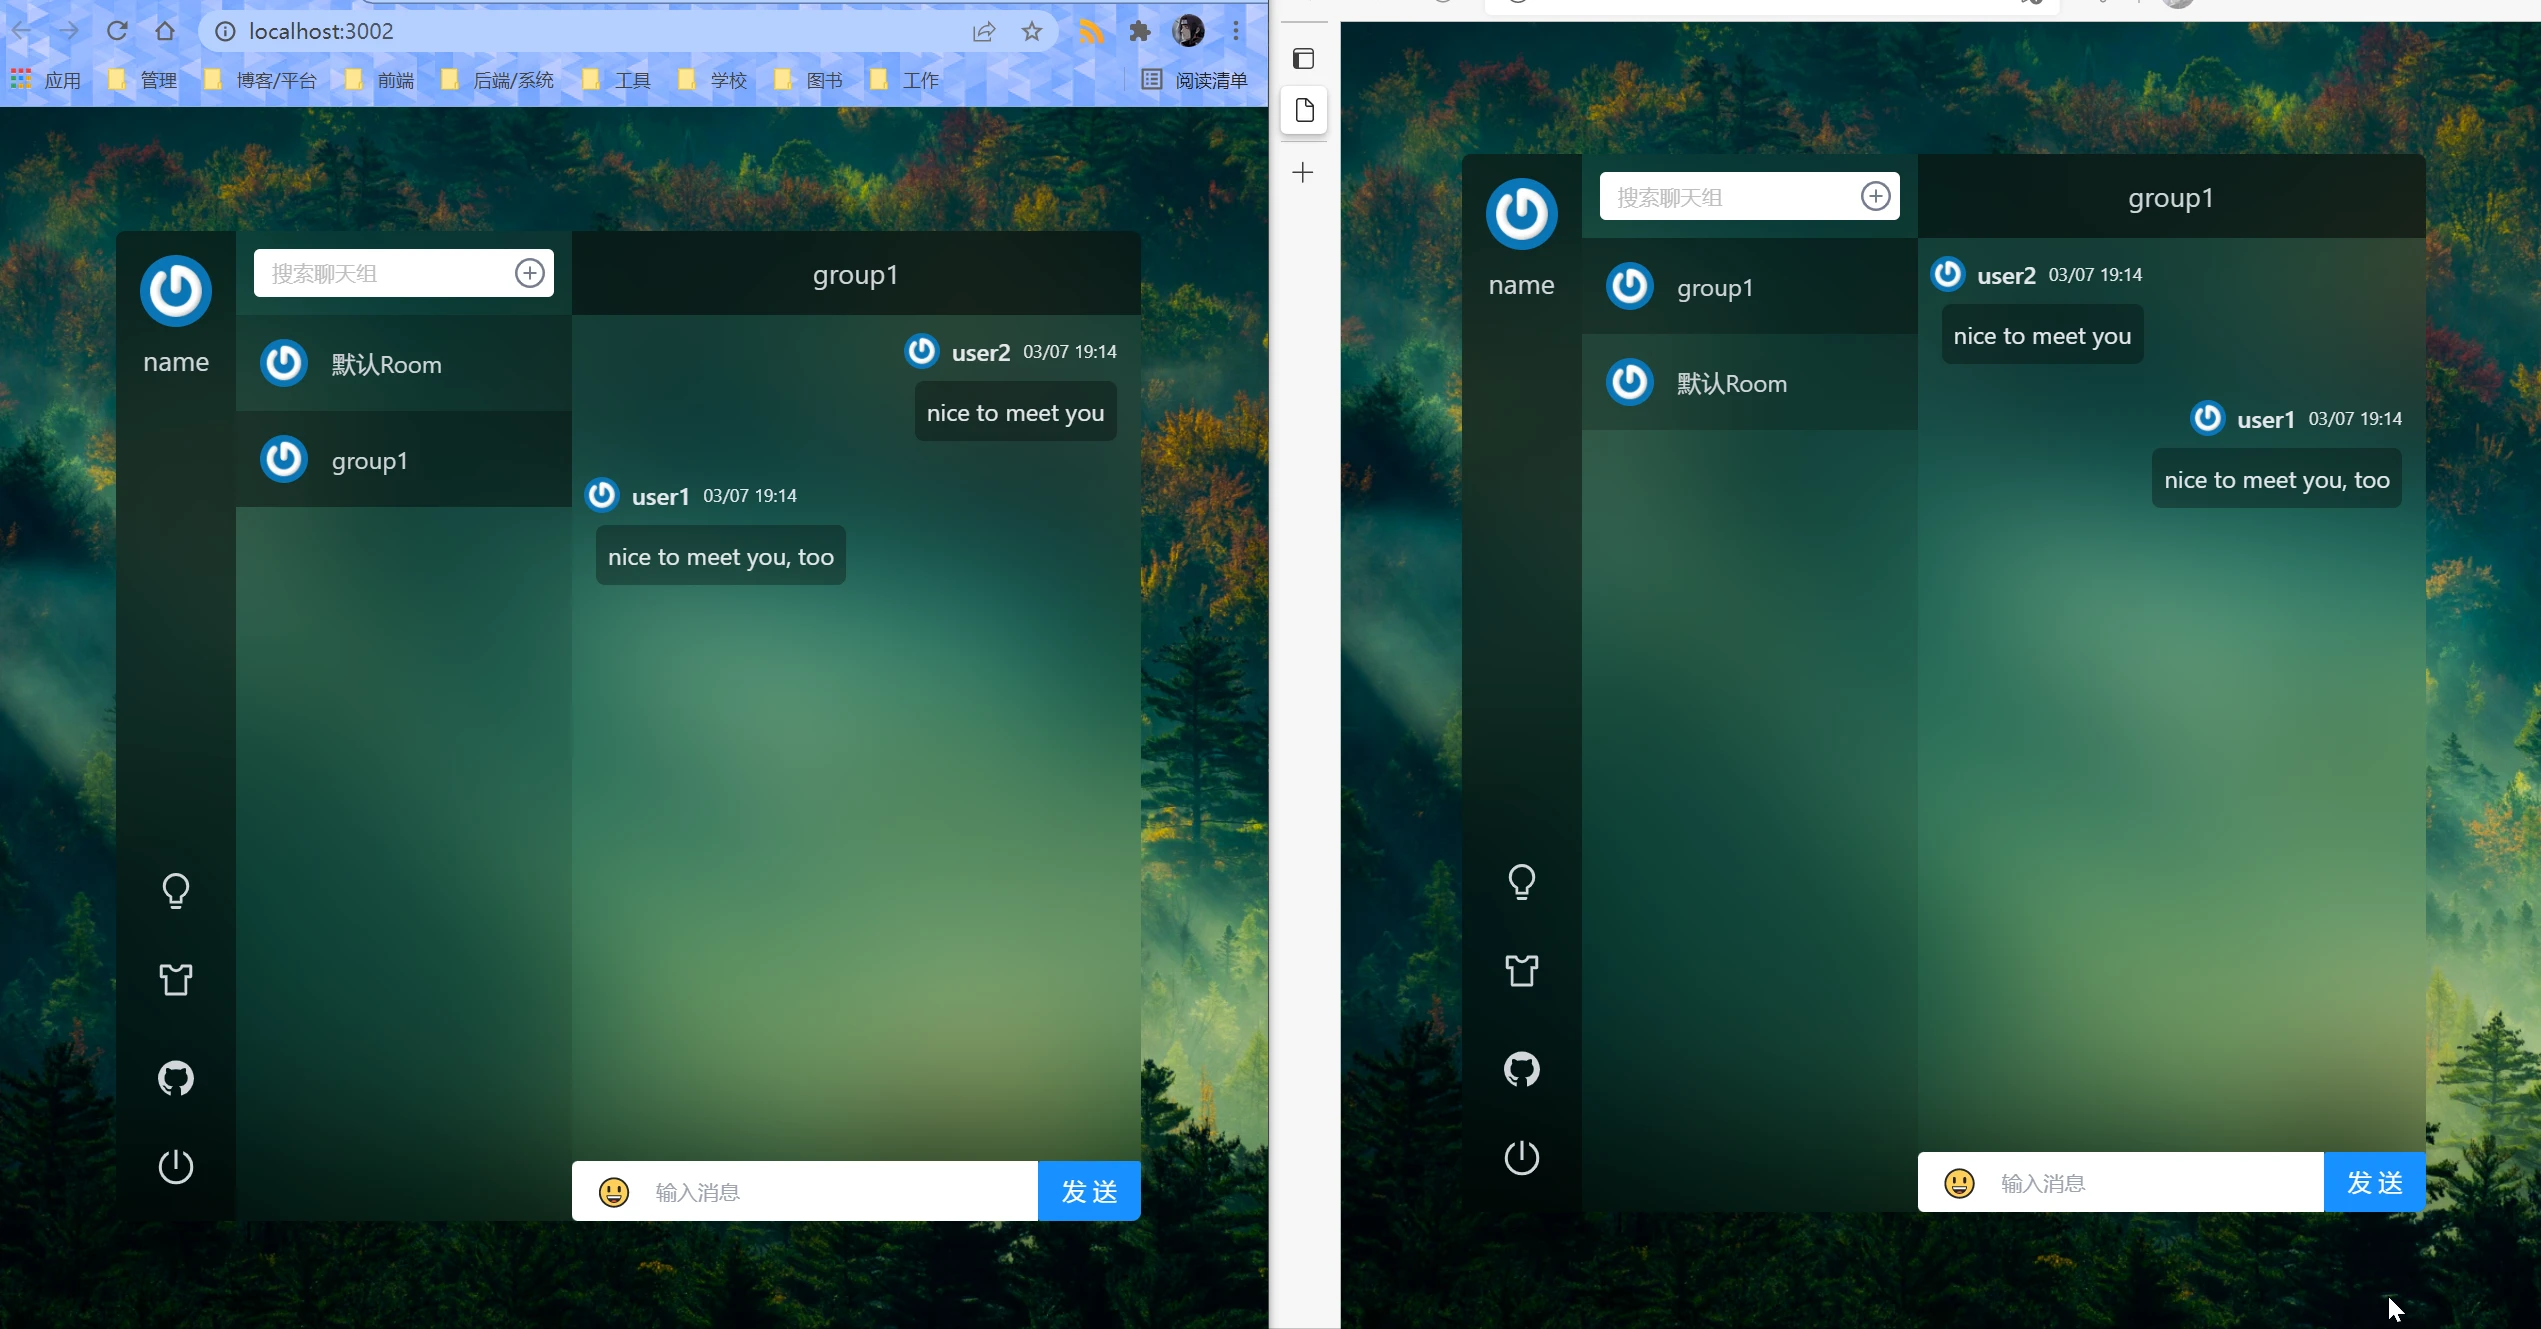 localhost:3002
应用 管理 博客/平台 前端 后端/系统 工具 学校 图书 工作 阅读清单
name
搜索聊天组
默认Room
group1
group1
user2 03/07 19:14
nice to meet you
user1 03/07 19:14
nice to meet you, too
输入消息
发 送
name
搜索聊天组
group1
默认Room
group1
user2 03/07 19:14
nice to meet you
user1 03/07 19:14
nice to meet you, too
输入消息
发 送